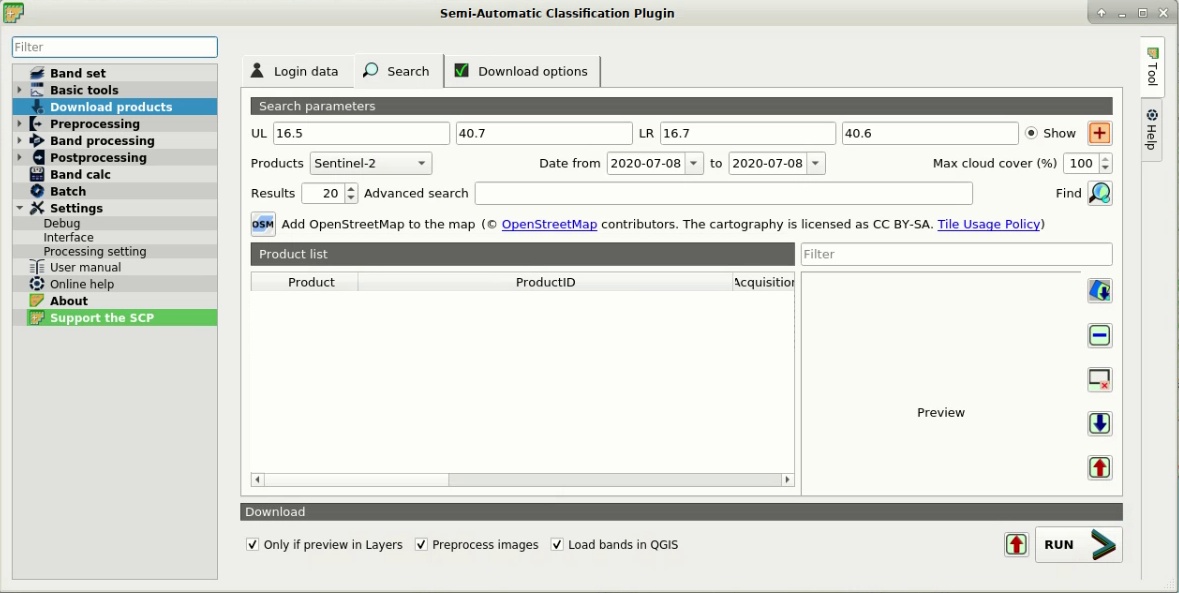 Semi-Automatic Classification Plugin
Filter
Band set
Basic tools
Download products
Preprocessing
Band processing
Postprocessing
Band calc
Batch
Settings
Debug
Interface
Processing setting
User manual
Online help
About
Support the SCP
Login data Search Download options
Search parameters
UL 16.5 40.7 LR 16.7 40.6 Show
Products Sentinel-2 Date from 2020-07-08 to 2020-07-08 Max cloud cover (%) 100
Results 20 Advanced search Find
OSM Add OpenStreetMap to the map (© OpenStreetMap contributors. The cartography is licensed as CC BY-SA. Tile Usage Policy)
Product list Filter
Product ProductID Acquisition
Preview
Download
Only if preview in Layers Preprocess images Load bands in QGIS RUN
Tool
Help